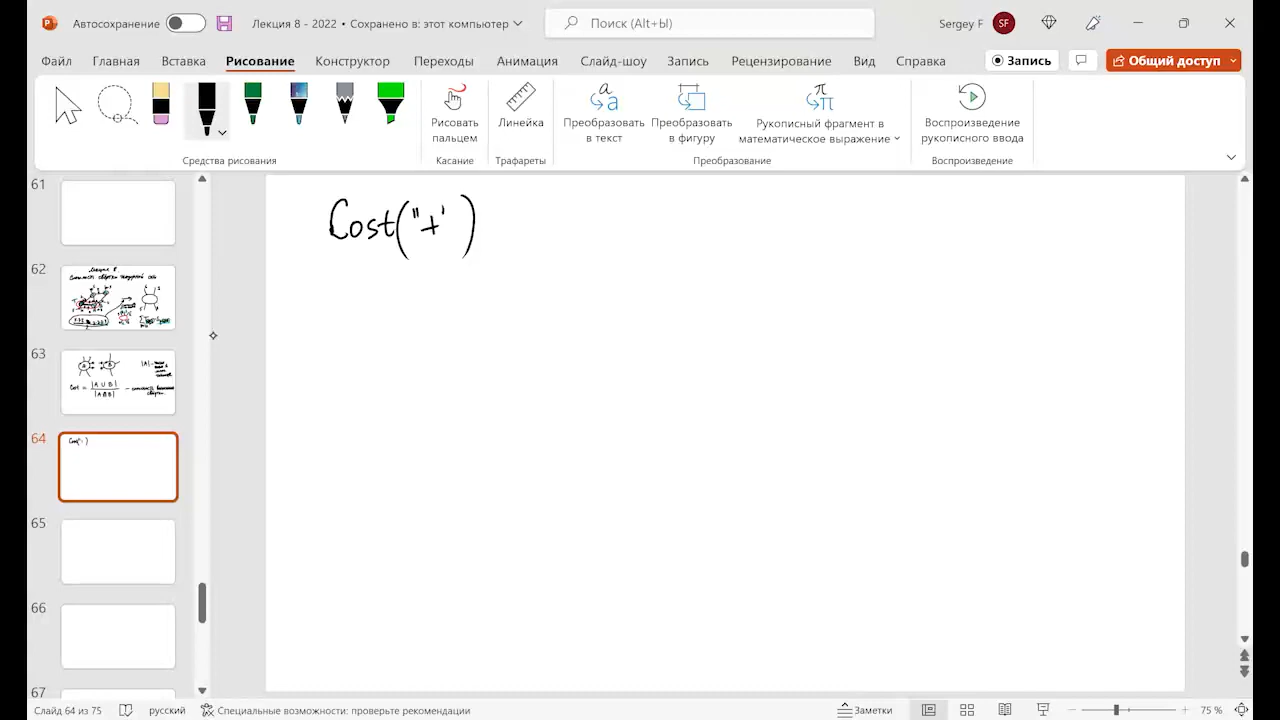 Автосохранение
Лекция 8 - 2022 • Сохранено в: этот компьютер
Поиск (Alt+Ы)
Sergey F
SF
Файл Главная Вставка Рисование Конструктор Переходы Анимация Слайд-шоу Запись Рецензирование Вид Справка
Запись
Общий доступ
Рисовать пальцем
Линейка
Преобразовать в текст
Преобразовать в фигуру
Рукописный фрагмент в математическое выражение
Воспроизведение рукописного ввода
Средства рисования
Касание
Трафареты
Преобразование
Воспроизведение
61
62
Лекция 8
63
64
65
66
67
Cost("+' )
Слайд 64 из 75
русский
Специальные возможности: проверьте рекомендации
Заметки
75 %